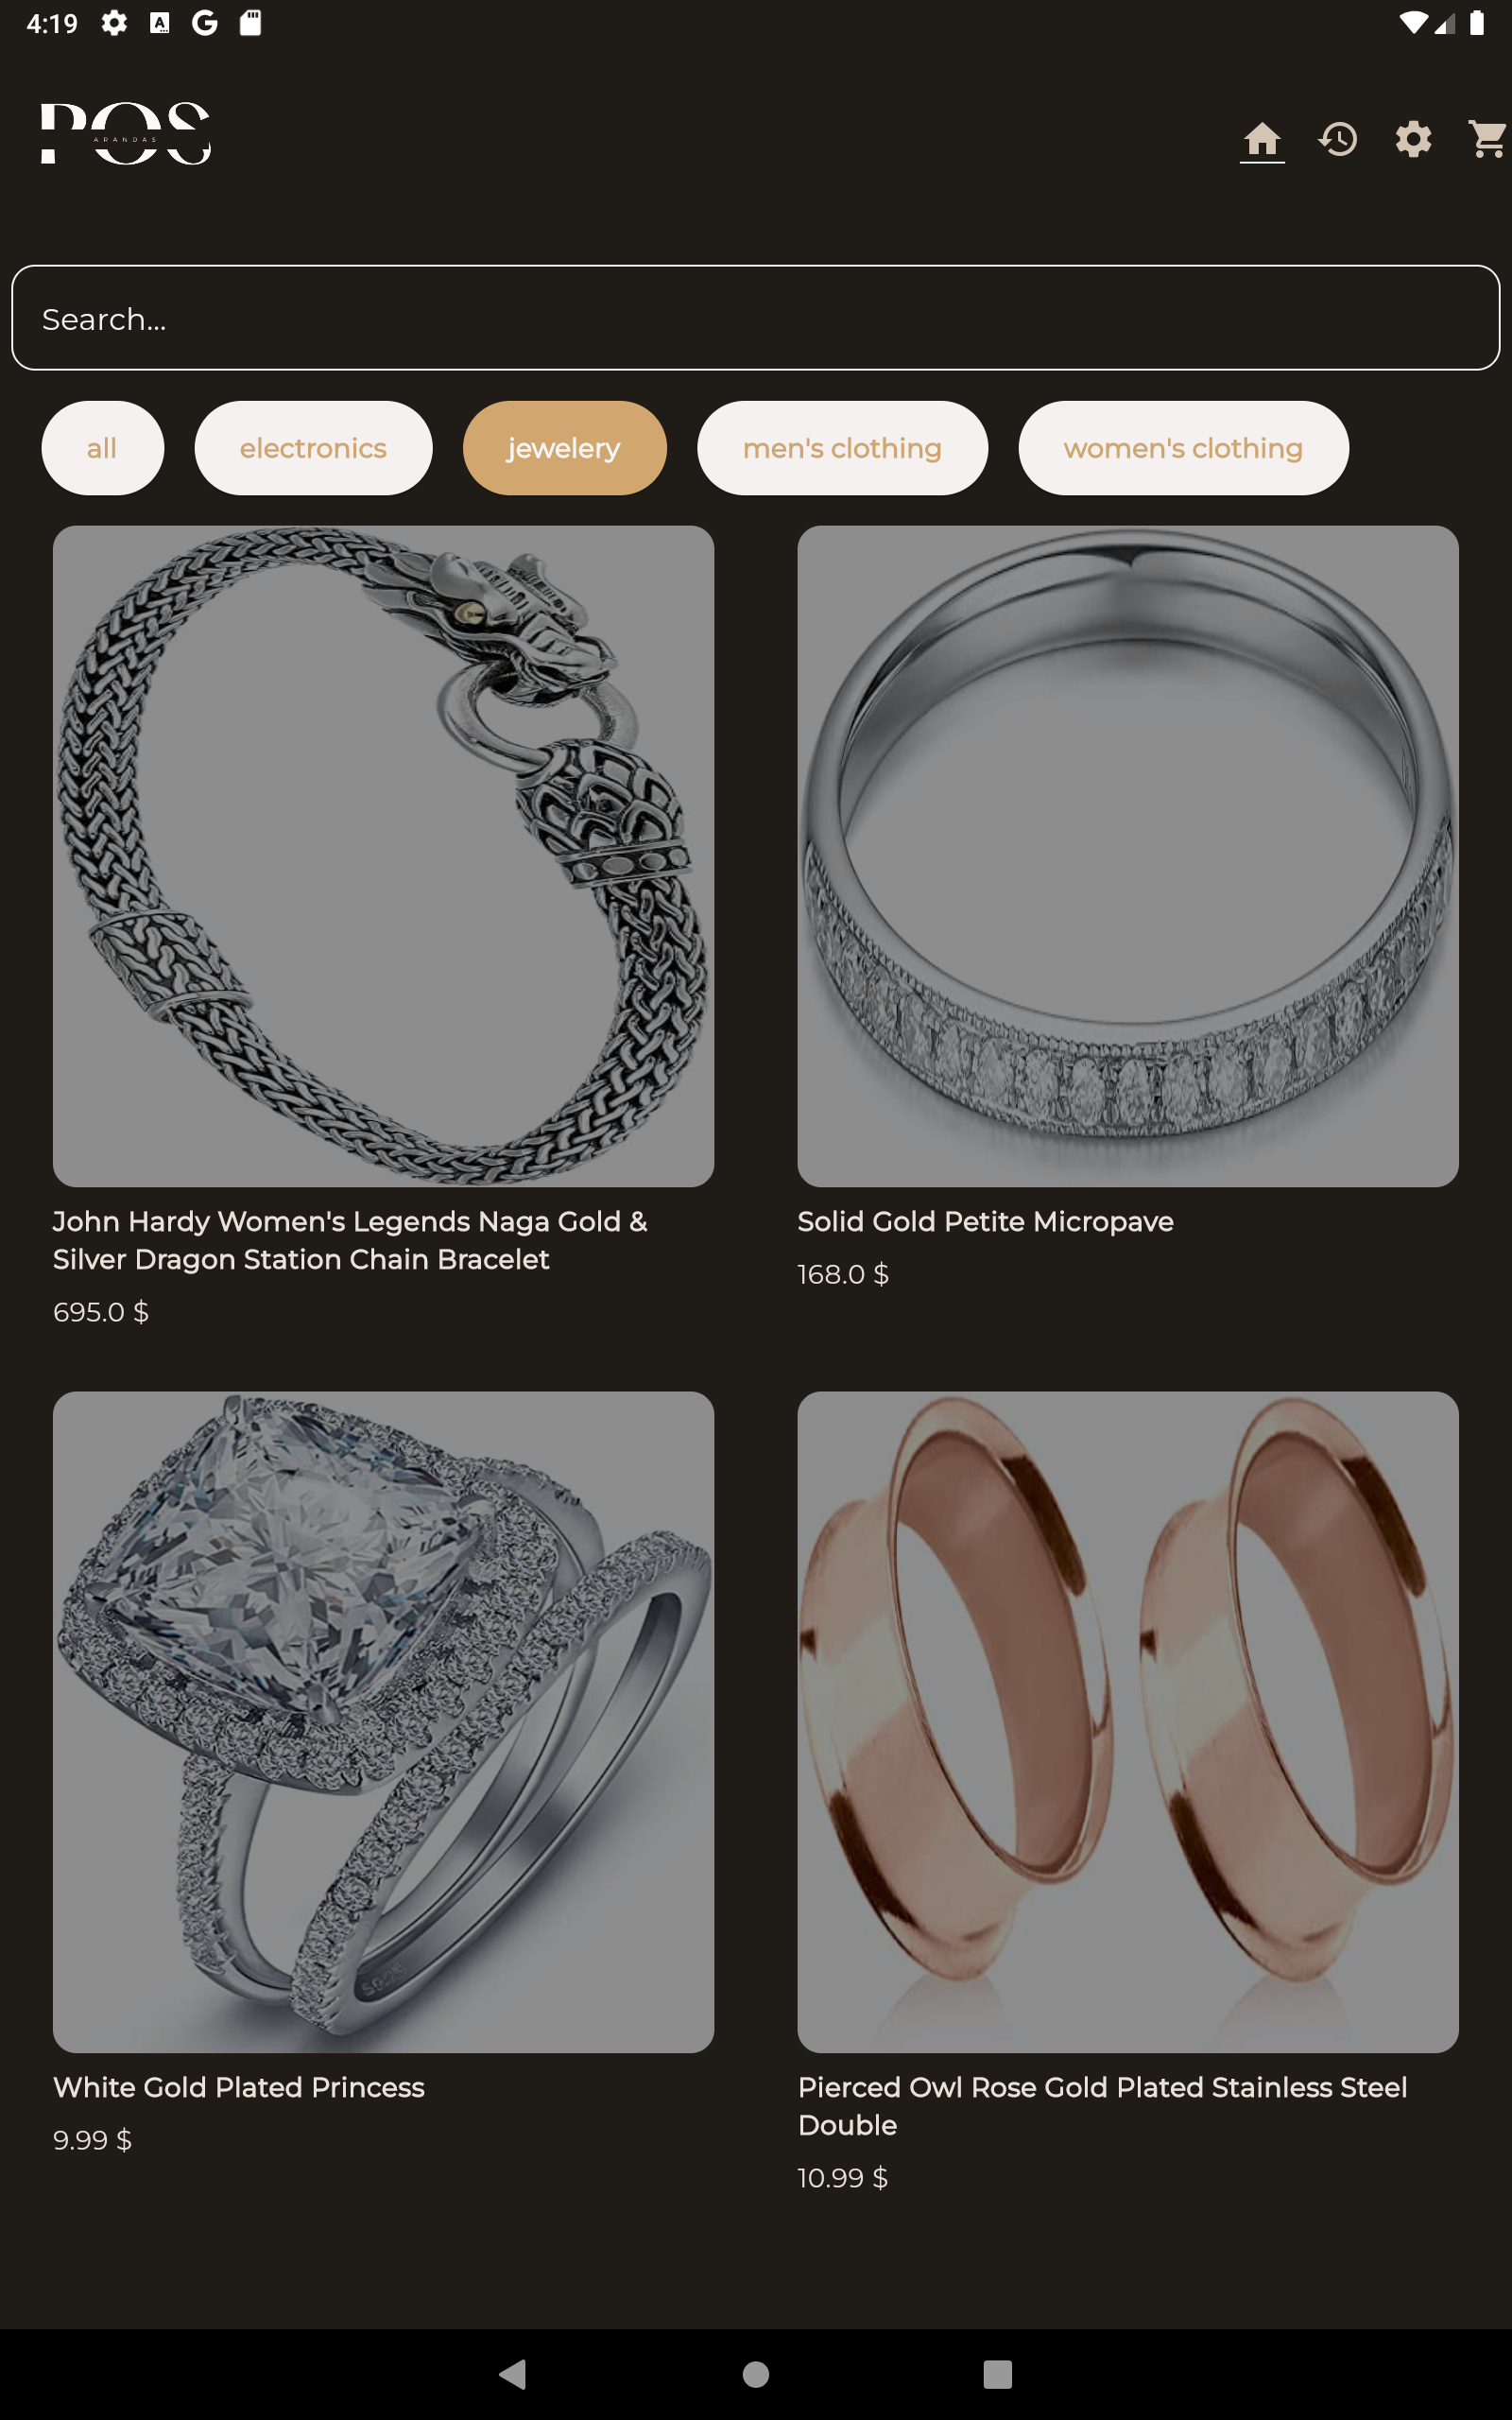 4:19
POS
ARANDAS
Search...
all
electronics
jewelery
men's clothing
women's clothing
John Hardy Women's Legends Naga Gold &
Silver Dragon Station Chain Bracelet
695.0 $
Solid Gold Petite Micropave
168.0 $
White Gold Plated Princess
9.99 $
Pierced Owl Rose Gold Plated Stainless Steel
Double
10.99 $